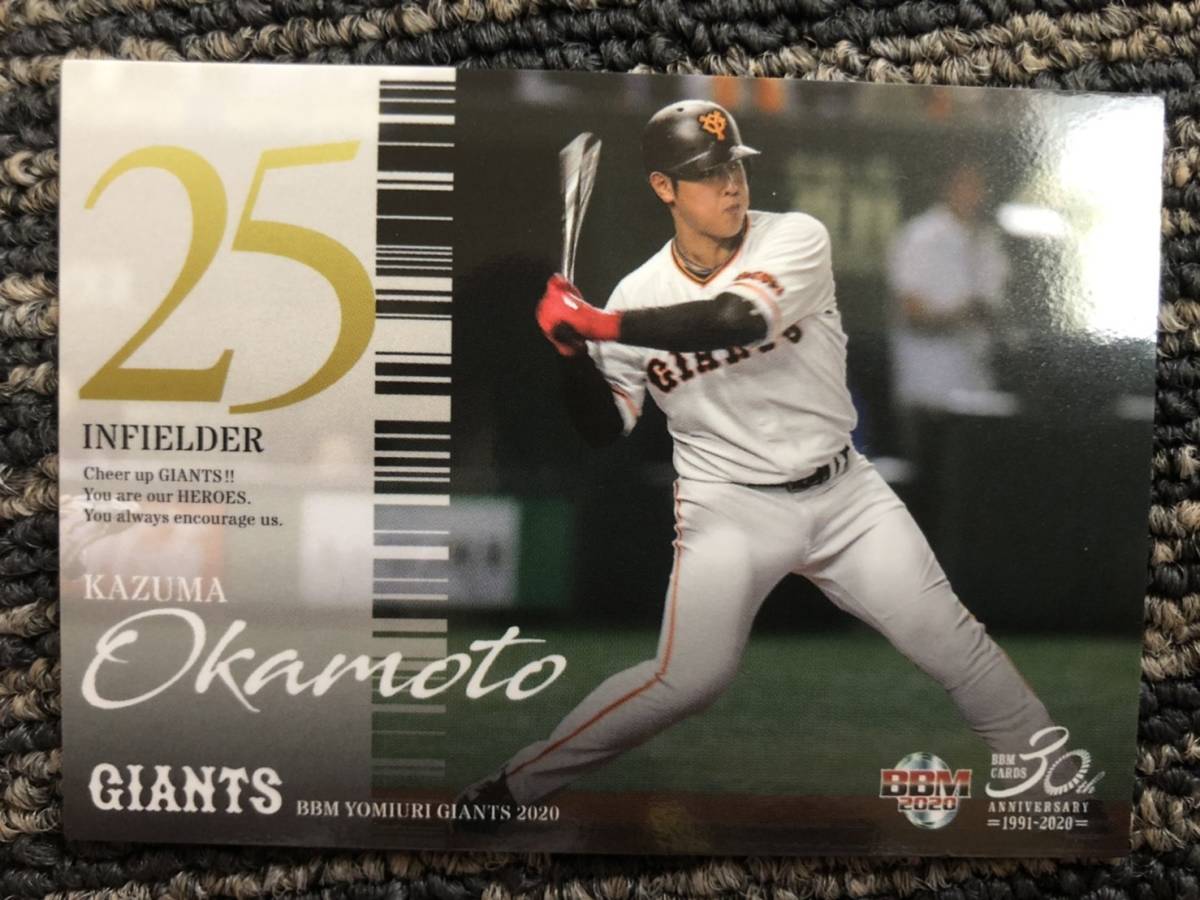 25
INFIELDER
Cheer up GIANTS!!
You are our HEROES.
You always encourage us.
KAZUMA
Okamoto
GIANTS
BBM YOMIURI GIANTS 2020
GIANTS
BBM
2020
BBM
CARDS
30th
ANNIVERSARY
=1991-2020=